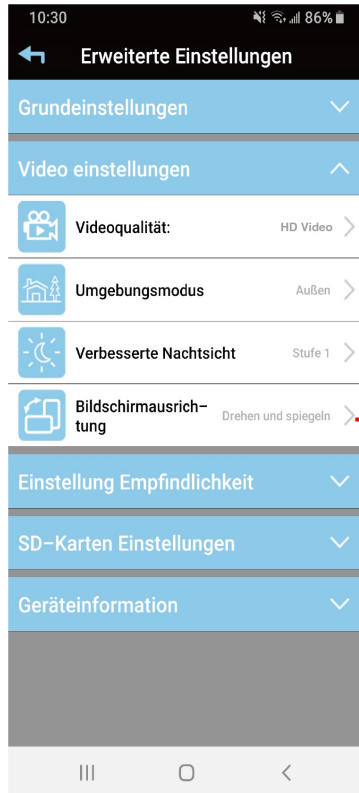 10:30 86%
Erweiterte Einstellungen
Grundeinstellungen
Video einstellungen
Videoqualität: HD Video
Umgebungsmodus Außen
Verbesserte Nachtsicht Stufe 1
Bildschirmausrich-
tung Drehen und spiegeln
Einstellung Empfindlichkeit
SD-Karten Einstellungen
Geräteinformation